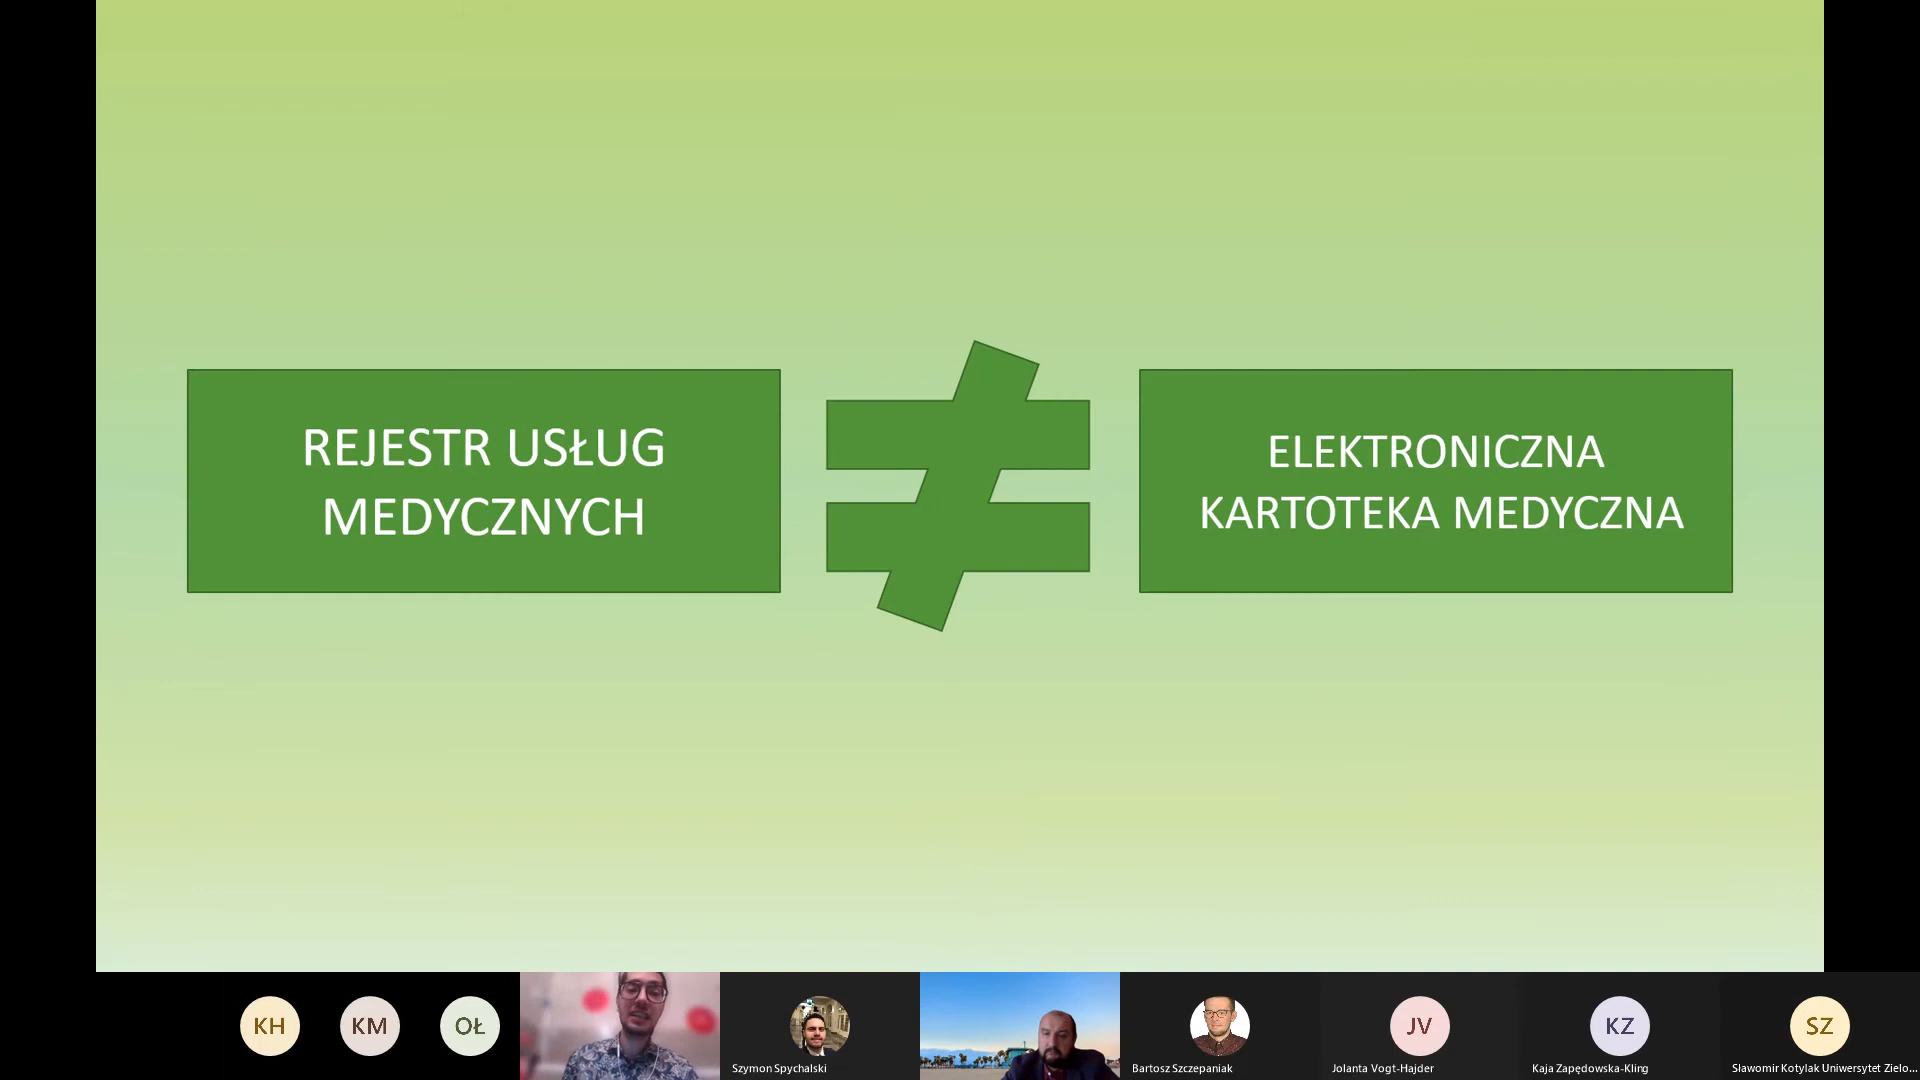 REJESTR USŁUG
MEDYCZNYCH
ELEKTRONICZNA
KARTOTEKA MEDYCZNA
KH
KM
OŁ
Szymon Spychalski
Bartosz Szczepaniak
JV
Jolanta Vogt-Hajder
KZ
Kaja Zapędowska-Kling
SZ
Sławomir Kotylak Uniwersytet Zielo...